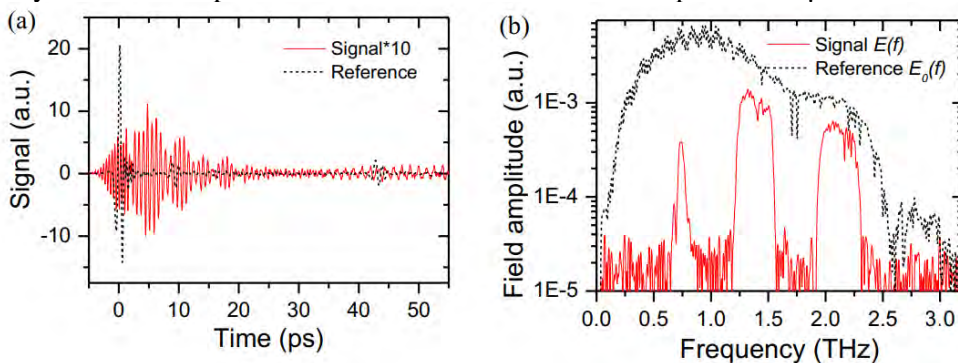 (a)
Signal*10
Reference
Signal (a.u.)
20
10
0
-10
0
10
20
30
40
50
Time (ps)
(b)
Signal E(f)
Reference E₀(f)
Field amplitude (a.u.)
1E-3
1E-4
1E-5
0.0
0.5
1.0
1.5
2.0
2.5
3.0
Frequency (THz)